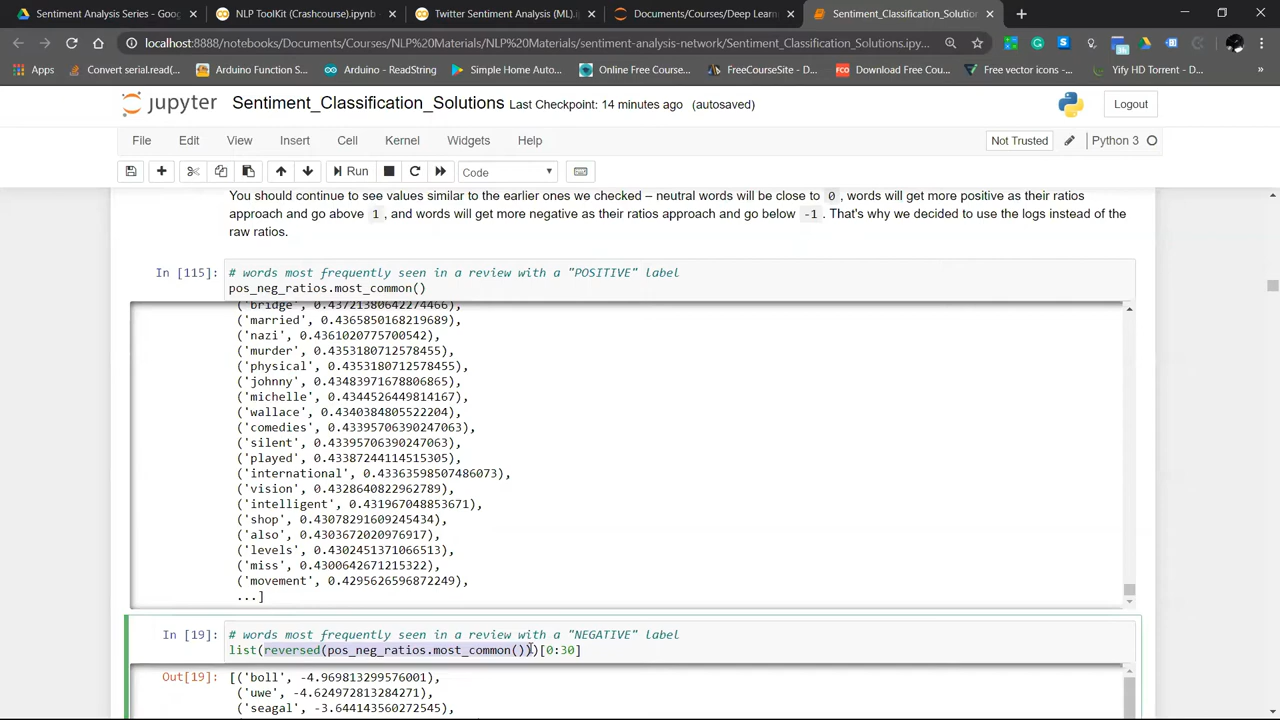 Sentiment Analysis Series - Goog
NLP ToolKit (Crashcourse).ipynb
Twitter Sentiment Analysis (ML).i
Documents/Courses/Deep Learn
Sentiment_Classification_Solution
localhost:8888/notebooks/Documents/Courses/NLP%20Materials/NLP%20Materials/sentiment-analysis-network/Sentiment_Classification_Solutions.ipy...
Apps
Convert serial.read(...
Arduino Function S...
Arduino - ReadString
Simple Home Auto...
Online Free Course...
FreeCourseSite - D...
Download Free Cou...
Free vector icons -...
Yify HD Torrent - D...
»
jupyter Sentiment_Classification_Solutions Last Checkpoint: 14 minutes ago (autosaved)
Logout
File Edit View Insert Cell Kernel Widgets Help
Not Trusted
Python 3
Run
Code
You should continue to see values similar to the earlier ones we checked – neutral words will be close to 0, words will get more positive as their ratios
approach and go above 1, and words will get more negative as their ratios approach and go below -1. That's why we decided to use the logs instead of the
raw ratios.
In [115]: # words most frequently seen in a review with a "POSITIVE" label
pos_neg_ratios.most_common()
('bridge', 0.43721380642274466),
('married', 0.4365850168219689),
('nazi', 0.4361020775700542),
('murder', 0.4353180712578455),
('physical', 0.4353180712578455),
('johnny', 0.43483971678806865),
('michelle', 0.4344526449814167),
('wallace', 0.4340384805522204),
('comedies', 0.43395706390247063),
('silent', 0.43395706390247063),
('played', 0.43387244114515305),
('international', 0.43363598507486073),
('vision', 0.4328640822962789),
('intelligent', 0.431967048853671),
('shop', 0.43078291609245434),
('also', 0.4303672020976917),
('levels', 0.4302451371066513),
('miss', 0.4300642671215322),
('movement', 0.4295626596872249),
...]
In [19]: # words most frequently seen in a review with a "NEGATIVE" label
list(reversed(pos_neg_ratios.most_common()))[0:30]
Out[19]: [('boll', -4.969813299576001),
('uwe', -4.624972813284271),
('seagal', -3.644143560272545),